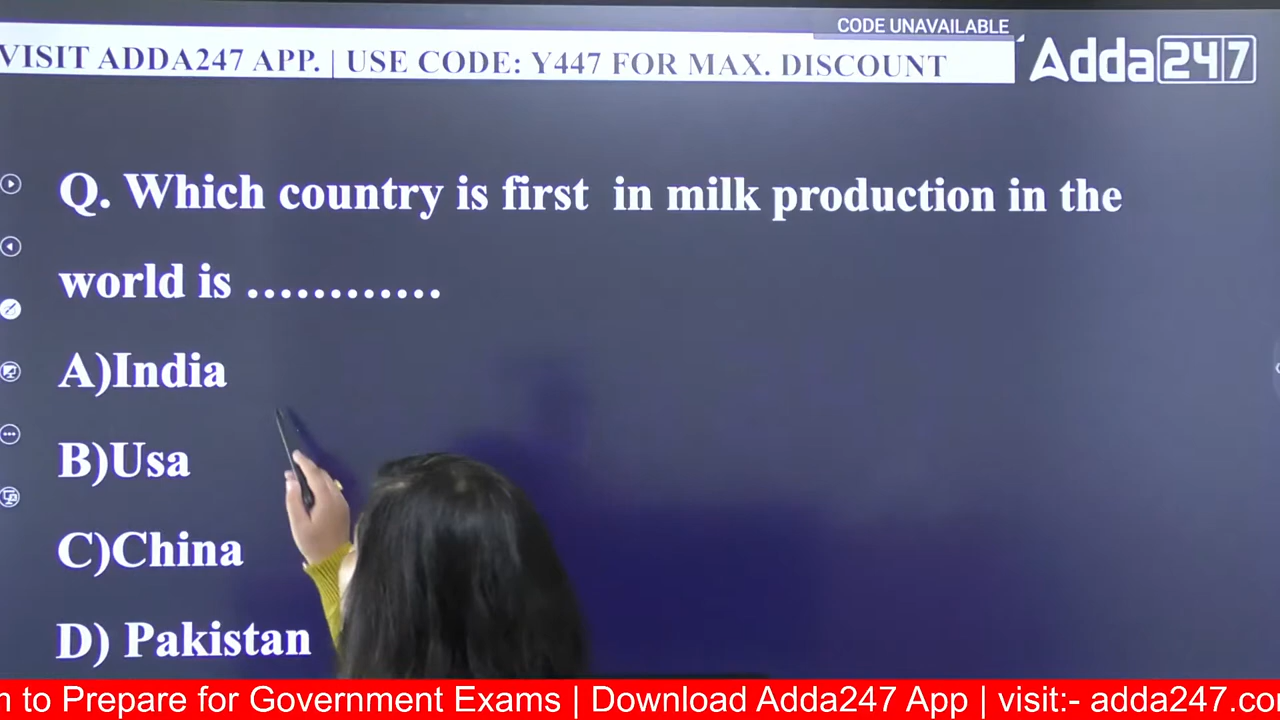 CODE UNAVAILABLE
VISIT ADDA247 APP. | USE CODE: Y447 FOR MAX. DISCOUNT
Adda247
Q. Which country is first in milk production in the
world is ............
A)India
B)Usa
C)China
D) Pakistan
to Prepare for Government Exams | Download Adda247 App | visit:- adda247.co